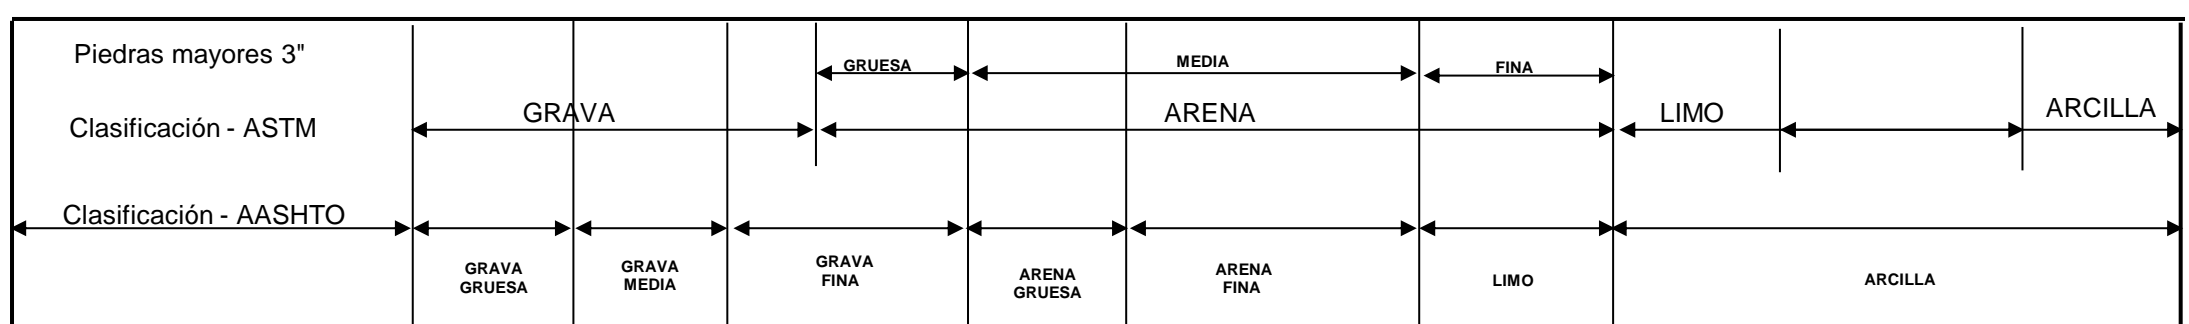 Piedras mayores 3"
GRUESA
MEDIA
FINA
Clasificación - ASTM
GRAVA
ARENA
LIMO
ARCILLA
Clasificación - AASHTO
GRAVA
GRUESA
GRAVA
MEDIA
GRAVA
FINA
ARENA
GRUESA
ARENA
FINA
LIMO
ARCILLA